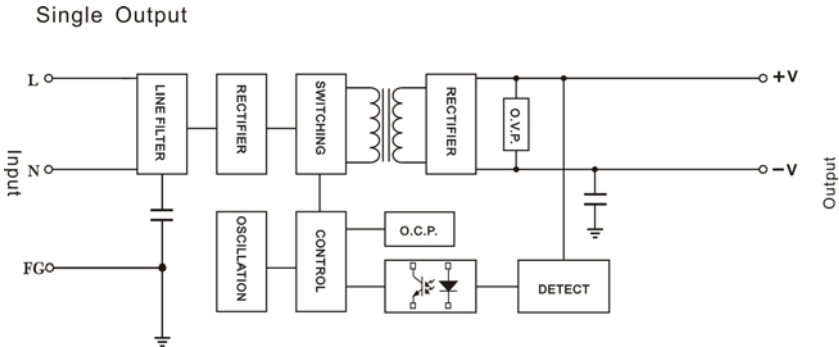 Single Output
L
LINE FILTER
RECTIFIER
SWITCHING
RECTIFIER
O.V.P.
+V
Input
N
−V
Output
OSCILLATION
CONTROL
O.C.P.
FG
DETECT